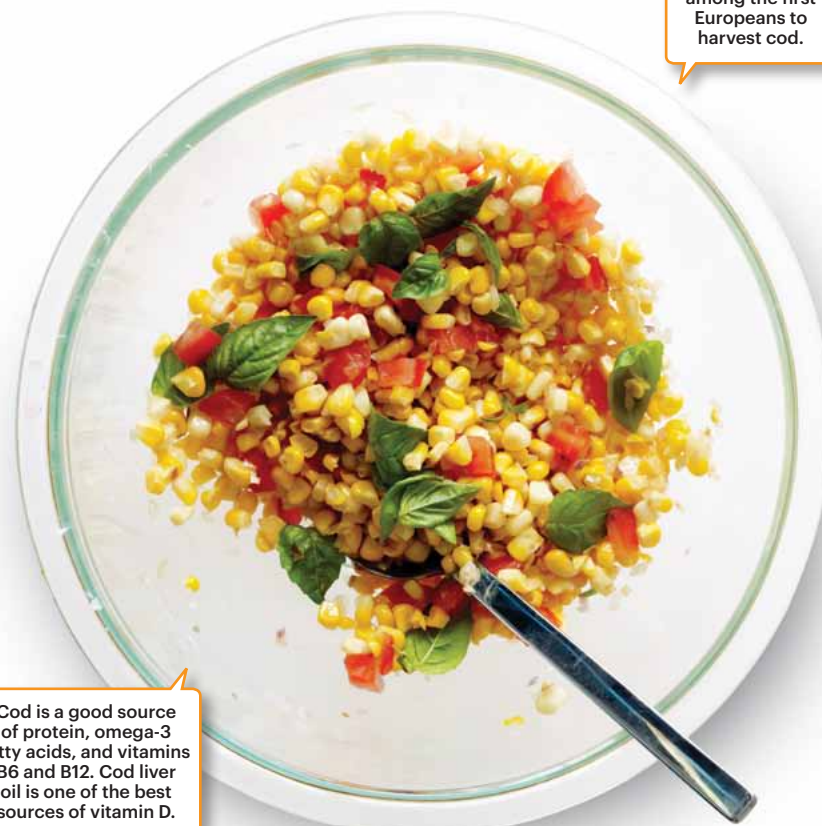 among the first
Europeans to
harvest cod.
Cod is a good source
of protein, omega-3
tty acids, and vitamins
B6 and B12. Cod liver
oil is one of the best
sources of vitamin D.